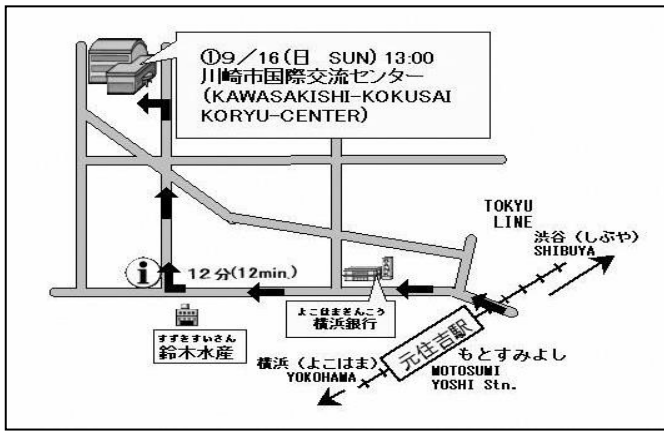 ①9／16(日 SUN) 13:00
川崎市国際交流センター
(KAWASAKISHI-KOKUSAI
KORYU-CENTER)
TOKYU
LINE
渋谷 (しぶや)
SHIBUYA
i
12分(12min.)
よこはまぎんこう
横浜銀行
すずきすいさん
鈴木水産
横浜 (よこはま)
YOKOHAMA
元住吉駅
もとすみよし
MOTOSUMI
YOSHI Stn.